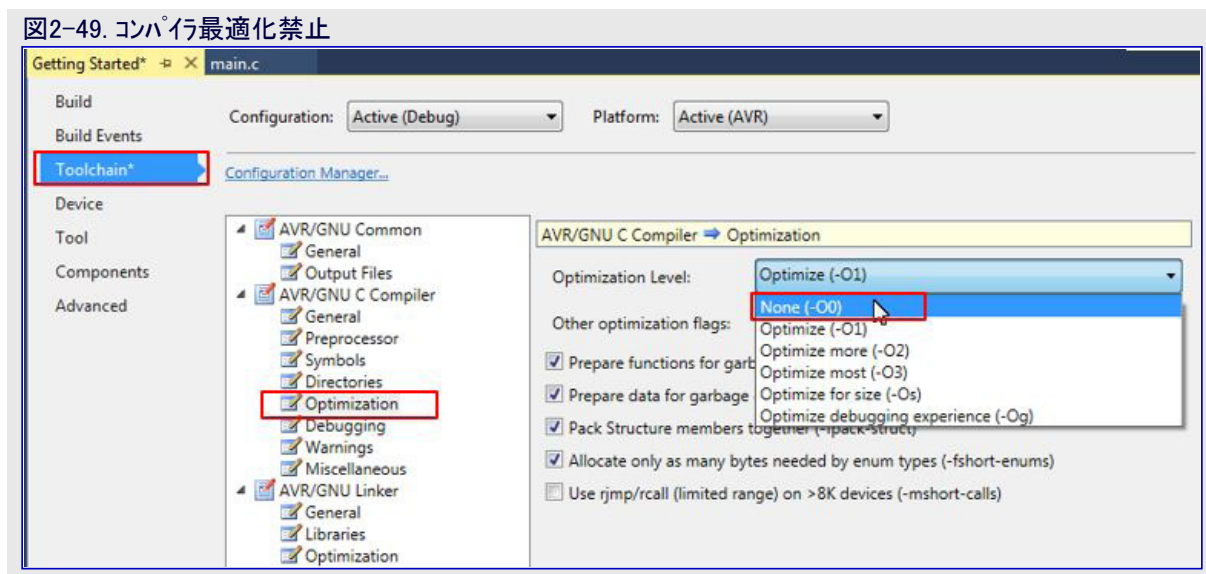 図2-49. コンパイラ最適化禁止
Getting Started* main.c
Build
Build Events
Toolchain*
Device
Tool
Components
Advanced
Configuration: Active (Debug) Platform: Active (AVR)
Configuration Manager...
AVR/GNU Common
General
Output Files
AVR/GNU C Compiler
General
Preprocessor
Symbols
Directories
Optimization
Debugging
Warnings
Miscellaneous
AVR/GNU Linker
General
Libraries
Optimization
AVR/GNU C Compiler ➡ Optimization
Optimization Level: Optimize (-O1)
None (-O0)
Optimize (-O1)
Optimize more (-O2)
Optimize most (-O3)
Optimize for size (-Os)
Optimize debugging experience (-Og)
Other optimization flags:
Prepare functions for garb
Prepare data for garbage
Pack Structure members together (-fpack-struct)
Allocate only as many bytes needed by enum types (-fshort-enums)
Use rjmp/rcall (limited range) on >8K devices (-mshort-calls)